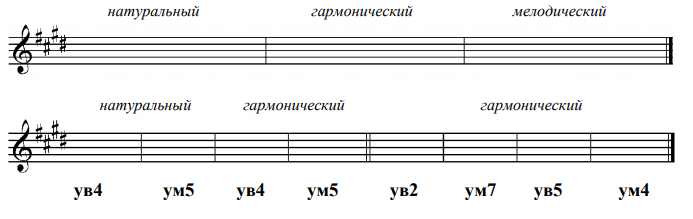 натуральный гармонический мелодический
натуральный гармонический гармонический
ув4 ум5 ув4 ум5 ув2 ум7 ув5 ум4